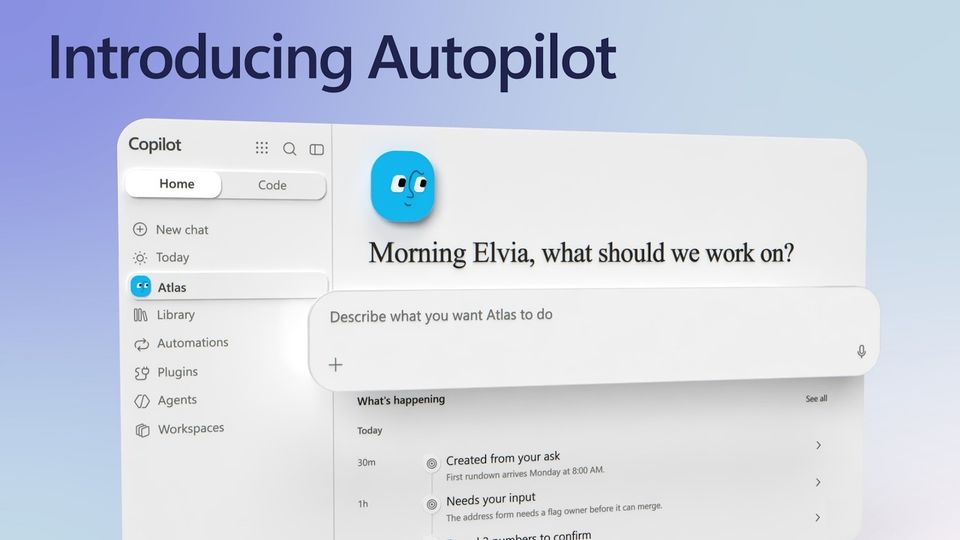 Introducing Autopilot
Copilot
Home
Code
New chat
Today
Atlas
Library
Automations
Plugins
Agents
Workspaces
Morning Elvia, what should we work on?
Describe what you want Atlas to do
What's happening
See all
Today
30m
Created from your ask
First rundown arrives Monday at 8:00 AM.
1h
Needs your input
The address form needs a flag owner before it can merge.
numbers to confirm